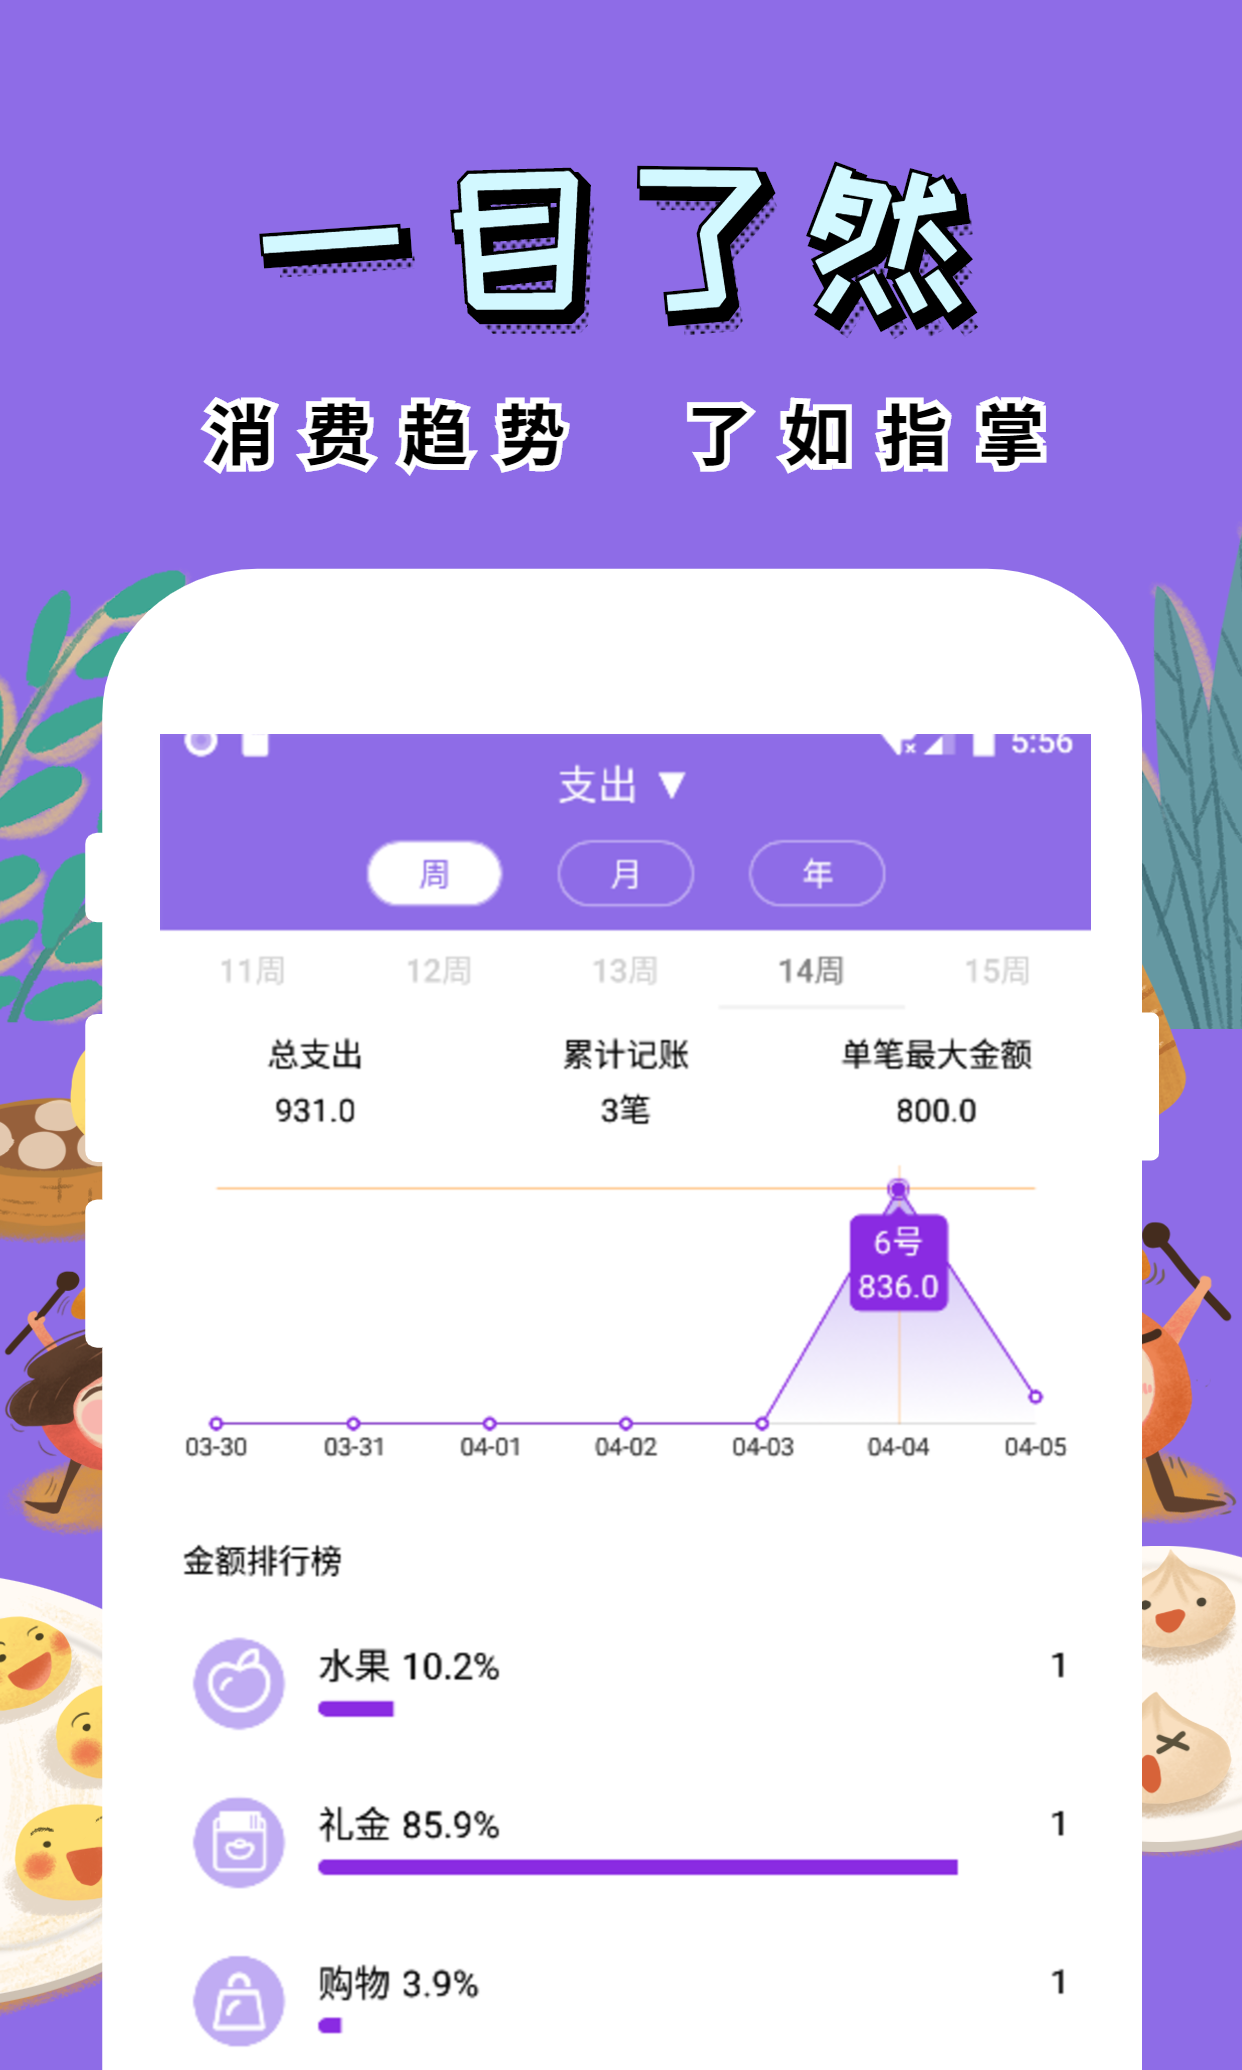 一目了然
消费趋势 了如指掌
5:56
支出 ▼
周 月 年
11周 12周 13周 14周 15周
总支出 累计记账 单笔最大金额
931.0 3笔 800.0
6号
836.0
03-30 03-31 04-01 04-02 04-03 04-04 04-05
金额排行榜
水果 10.2% 1
礼金 85.9% 1
购物 3.9% 1